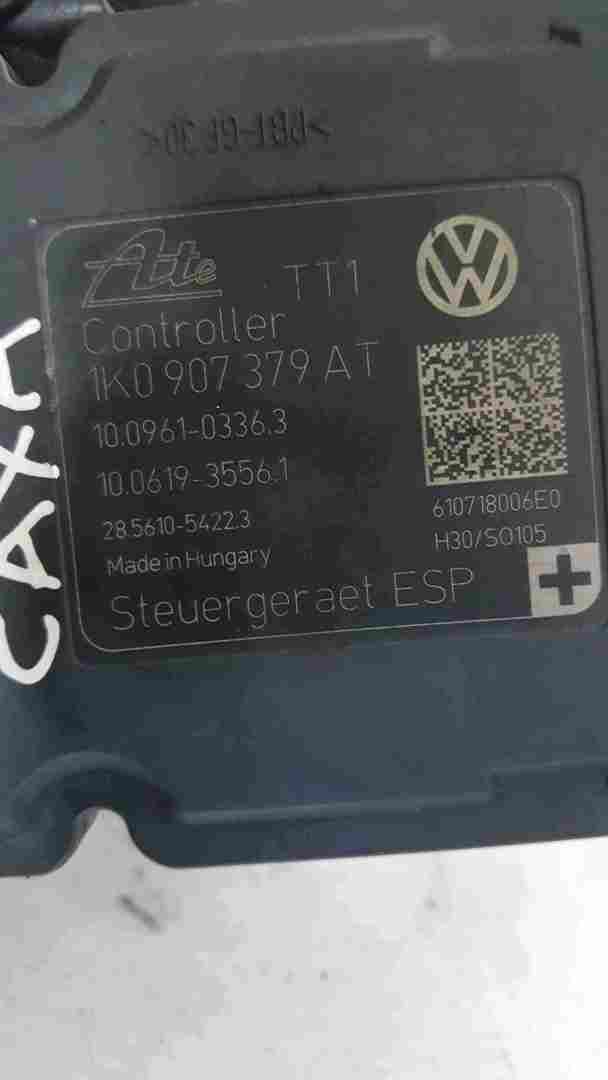 >PBT-GF30<
Ate
TT1
Controller
1K0 907 379 AT
10.0961-0336.3
10.0619-3556.1
28.5610-5422.3
Made in Hungary
Steuergeraet ESP
610718006E0
H30/SO105
CAXA